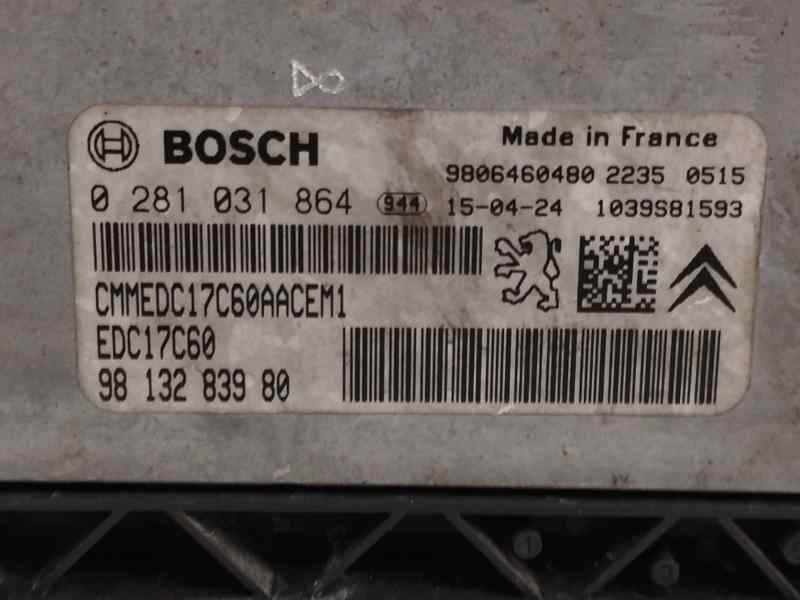 BOSCH
Made in France
9806460480 2235 0515
0 281 031 864 944 15-04-24 1039S81593
CMMEDC17C60AACEM1
EDC17C60
98 132 839 80